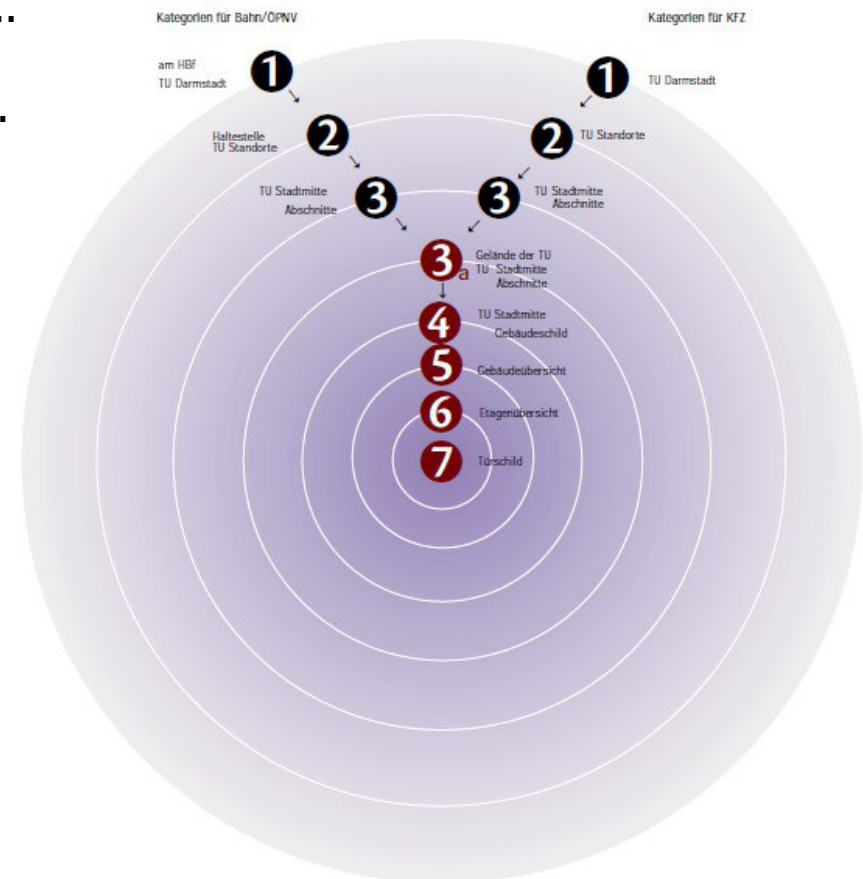 ..
.
Kategorien für Bahn/ÖPNV
Kategorien für KFZ
am HBf
TU Darmstadt
1
1
TU Darmstadt
Haltestelle
TU Standorte
2
2
TU Standorte
TU Stadtmitte
Abschnitte
3
3
TU Stadtmitte
Abschnitte
3a
Gelände der TU
TU Stadtmitte
Abschnitte
4
TU Stadtmitte
Gebäudeschild
5
Gebäudeübersicht
6
Etagenübersicht
7
Türschild